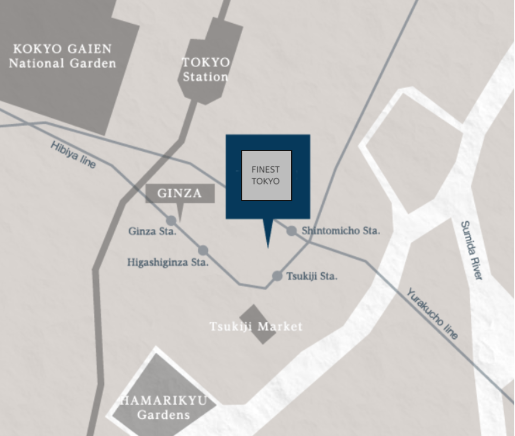 KOKYO GAIEN
National Garden
TOKYO
Station
Hibiya line
FINEST
TOKYO
GINZA
Ginza Sta.
Shintomicho Sta.
Higashiginza Sta.
Tsukiji Sta.
Sumida River
Yurakucho line
Tsukiji Market
HAMARIKYU
Gardens